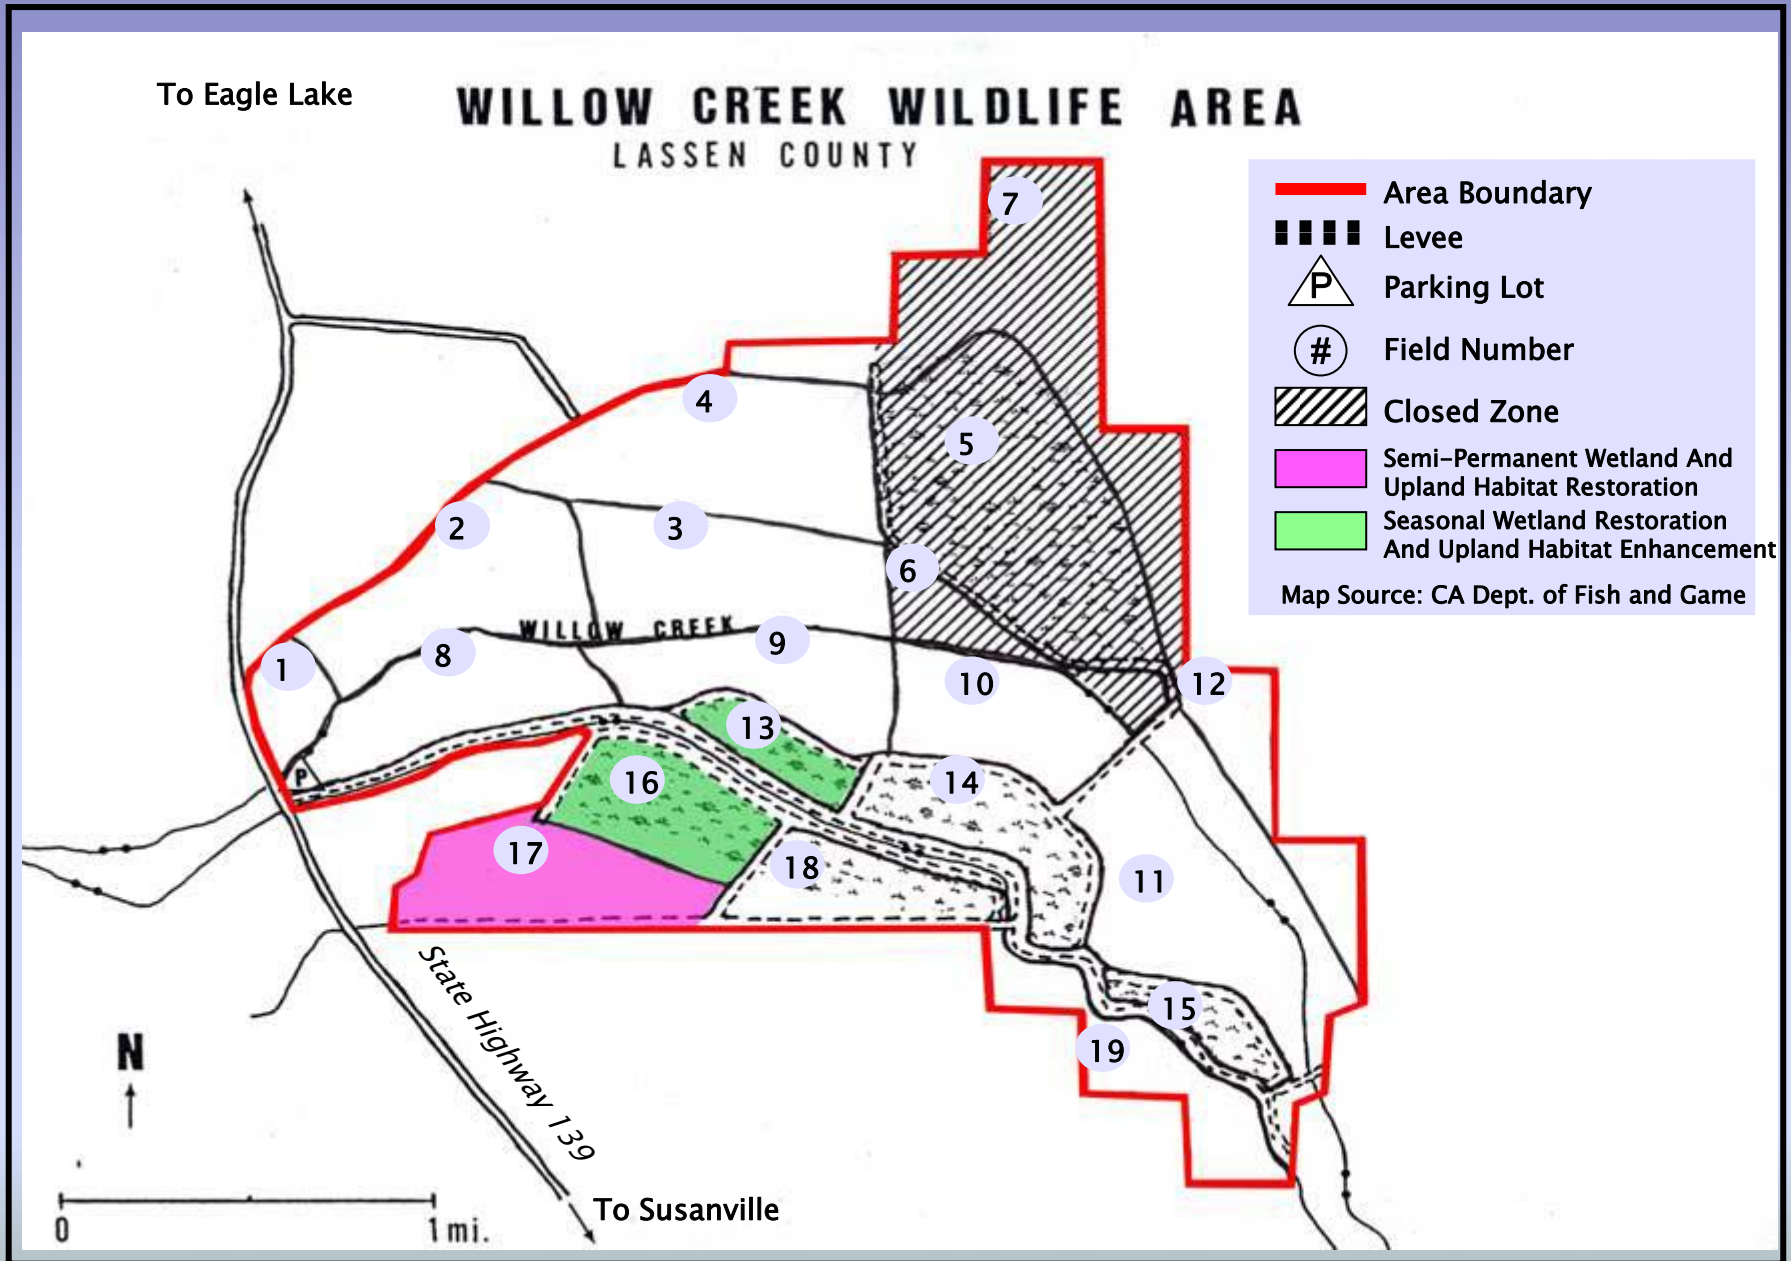 To Eagle Lake
WILLOW CREEK WILDLIFE AREA
LASSEN COUNTY
Area Boundary
Levee
P
Parking Lot
#
Field Number
Closed Zone
Semi-Permanent Wetland And
Upland Habitat Restoration
Seasonal Wetland Restoration
And Upland Habitat Enhancement
Map Source: CA Dept. of Fish and Game
7
4
5
2
3
6
WILLOW CREEK
1
8
9
10
12
13
P
16
14
17
18
11
15
19
State Highway 139
N
To Susanville
0
1 mi.